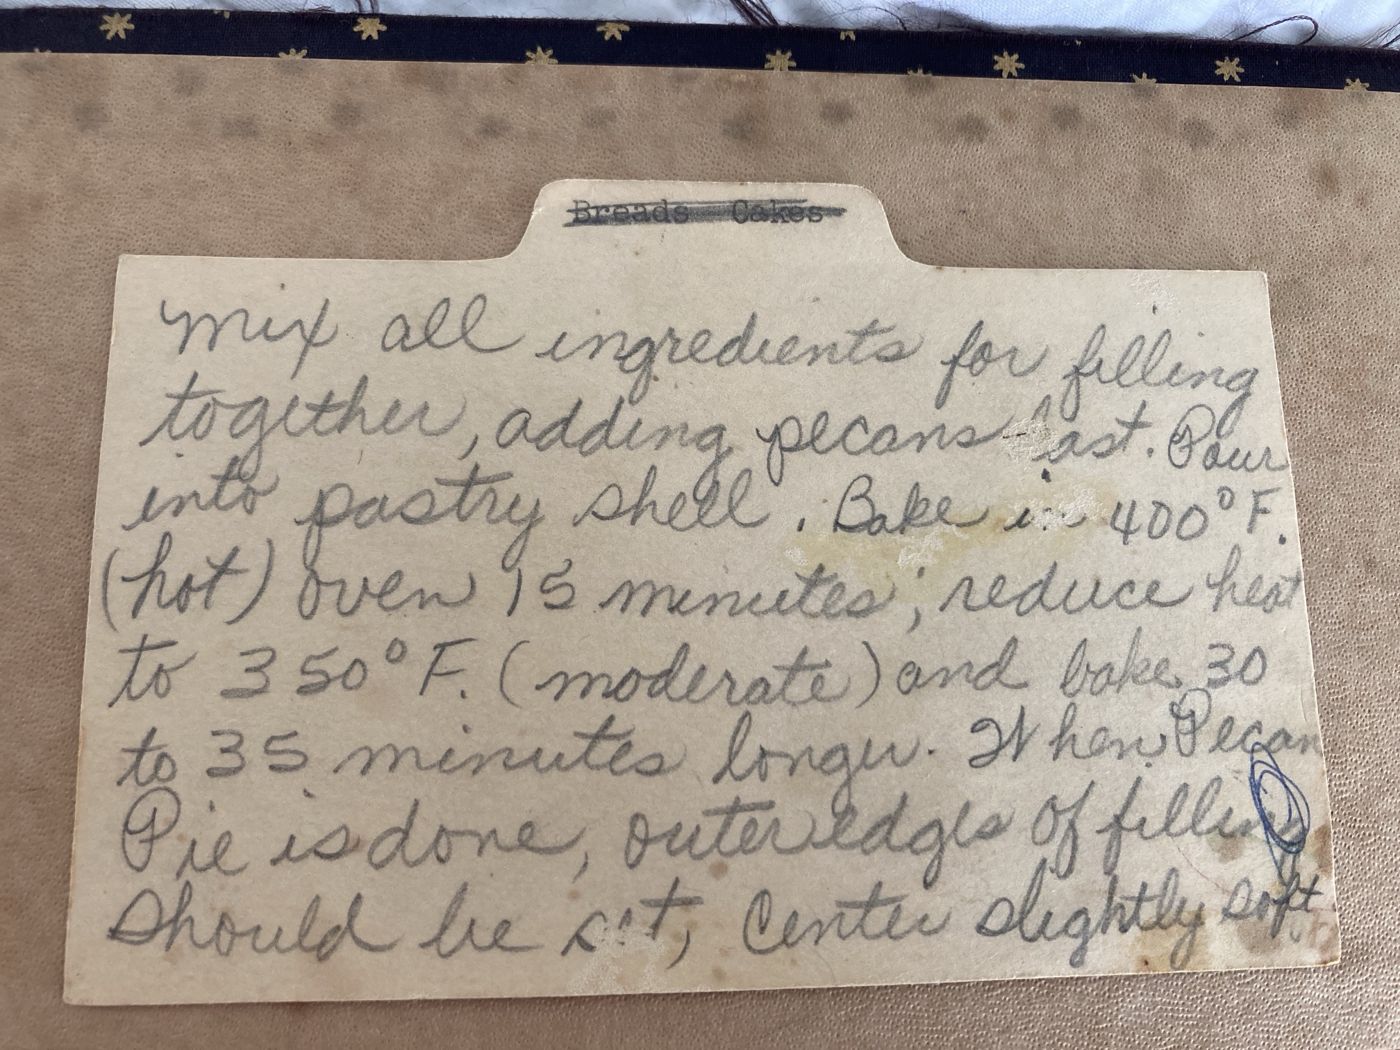 Breads Cakes
Mix all ingredients for filling
together, adding pecans last. Pour
into pastry shell. Bake in 400° F.
(hot) oven 15 minutes; reduce heat
to 350° F. (moderate) and bake 30
to 35 minutes longer. When Pecan
Pie is done, outer edges of filling
should be set, Center slightly soft